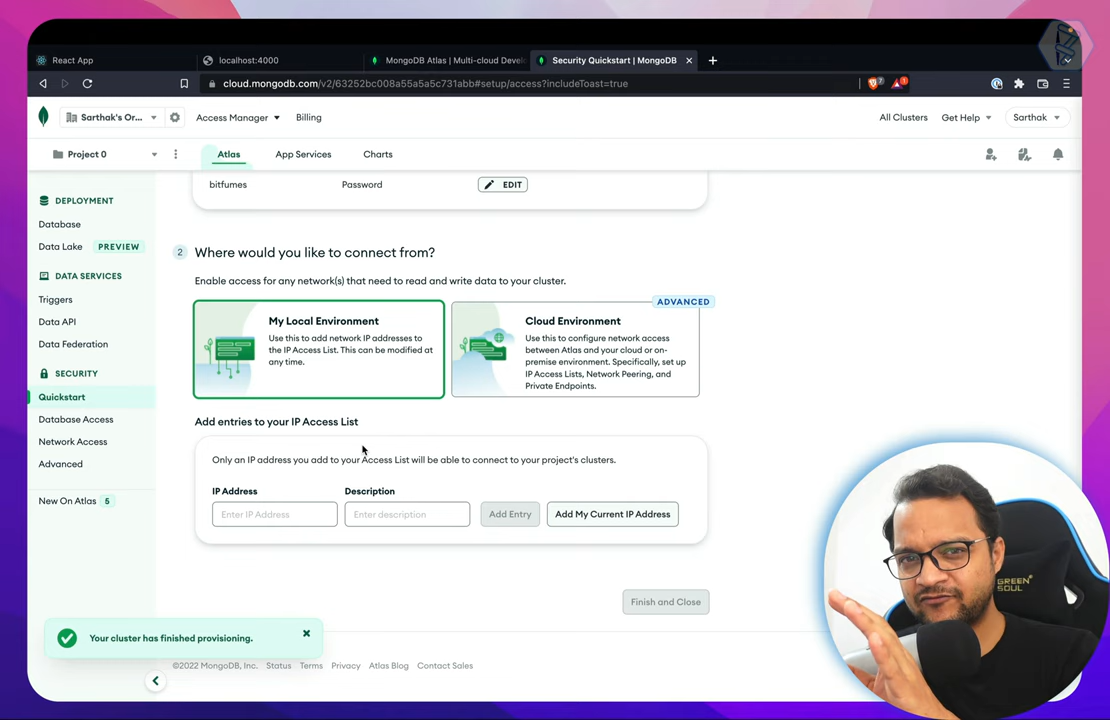 React App
localhost:4000
MongoDB Atlas | Multi-cloud Devel
Security Quickstart | MongoDB
cloud.mongodb.com/v2/63252bc008a55a5a5c731abb#setup/access?includeToast=true
7
1
Sarthak's Or...
Access Manager
Billing
All Clusters
Get Help
Sarthak
Project 0
Atlas
App Services
Charts
DEPLOYMENT
Database
Data Lake PREVIEW
DATA SERVICES
Triggers
Data API
Data Federation
SECURITY
Quickstart
Database Access
Network Access
Advanced
New On Atlas 5
bitfumes
Password
EDIT
2 Where would you like to connect from?
Enable access for any network(s) that need to read and write data to your cluster.
My Local Environment
Use this to add network IP addresses to
the IP Access List. This can be modified at
any time.
ADVANCED
Cloud Environment
Use this to configure network access
between Atlas and your cloud or on-
premise environment. Specifically, set up
IP Access Lists, Network Peering, and
Private Endpoints.
Add entries to your IP Access List
Only an IP address you add to your Access List will be able to connect to your project's clusters.
IP Address
Description
Enter IP Address
Enter description
Add Entry
Add My Current IP Address
Finish and Close
Your cluster has finished provisioning.
©2022 MongoDB, Inc.
Status
Terms
Privacy
Atlas Blog
Contact Sales
GREEN
SOUL